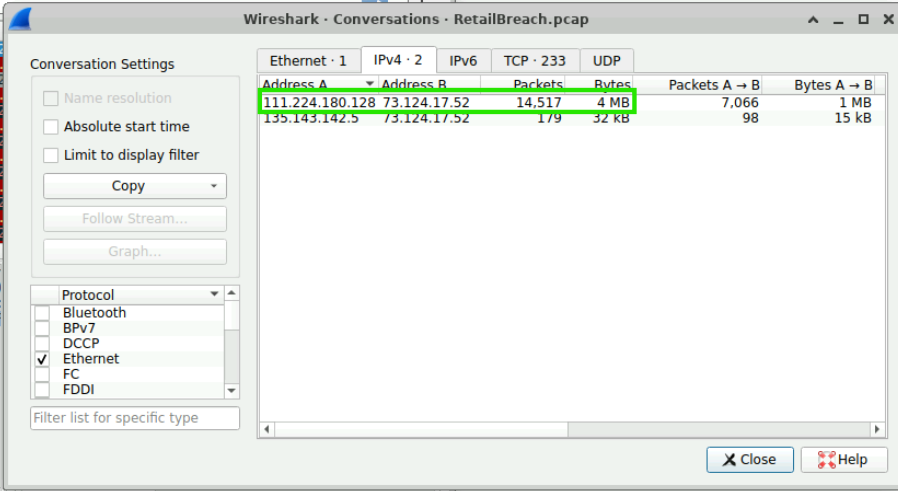 Wireshark · Conversations · RetailBreach.pcap
Conversation Settings
Name resolution
Absolute start time
Limit to display filter
Copy
Follow Stream...
Graph...
Protocol
Bluetooth
BPv7
DCCP
Ethernet
FC
FDDI
Filter list for specific type
Ethernet · 1 IPv4 · 2 IPv6 TCP · 233 UDP
Address A Address B Packets Bytes Packets A → B Bytes A → B
111.224.180.128 73.124.17.52 14,517 4 MB 7,066 1 MB
135.143.142.5 73.124.17.52 179 32 kB 98 15 kB
Close Help